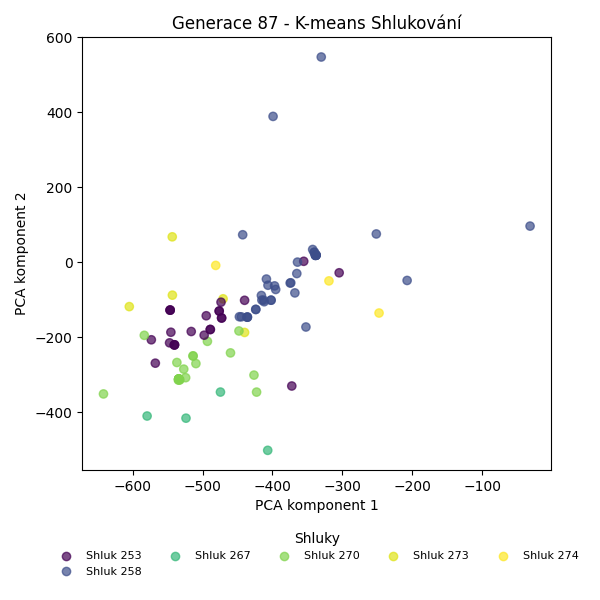 Generace 87 - K-means Shlukování
600
400
200
0
−200
−400
PCA komponent 2
−600 −500 −400 −300 −200 −100
PCA komponent 1
Shluky
Shluk 253 Shluk 267 Shluk 270 Shluk 273 Shluk 274
Shluk 258